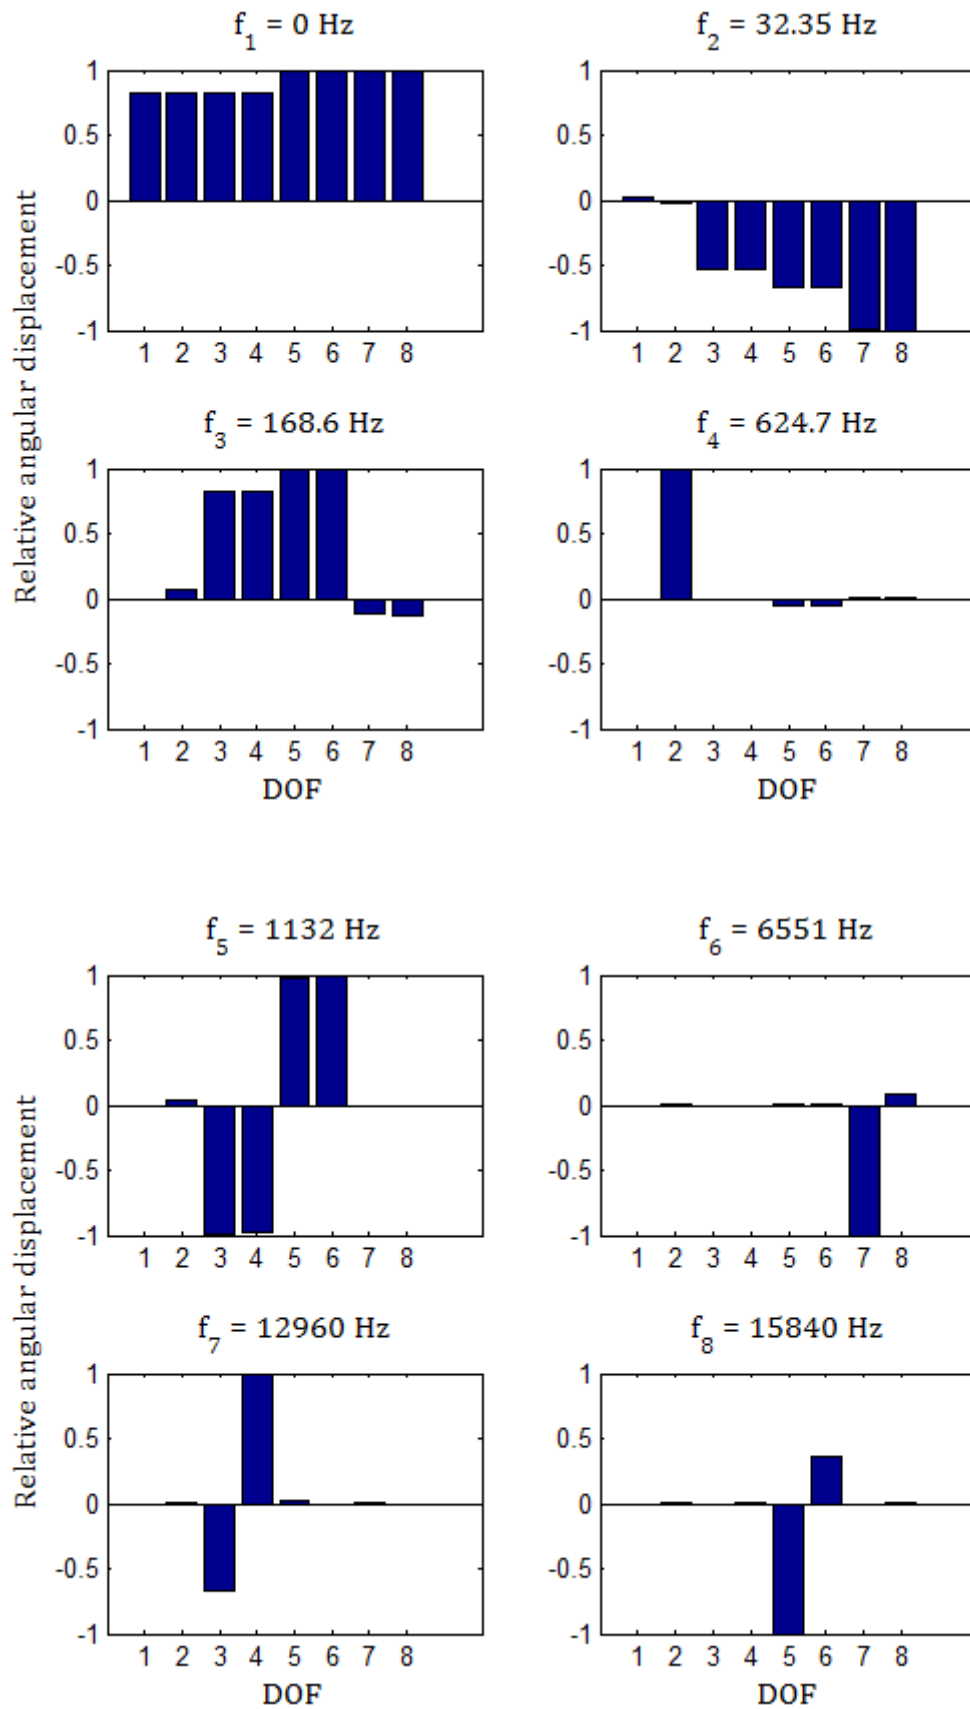 f1 = 0 Hz
f2 = 32.35 Hz
1
0.5
0
-0.5
-1
1 2 3 4 5 6 7 8
1
0.5
0
-0.5
-1
1 2 3 4 5 6 7 8
Relative angular displacement
f3 = 168.6 Hz
f4 = 624.7 Hz
1
0.5
0
-0.5
-1
1 2 3 4 5 6 7 8
DOF
1
0.5
0
-0.5
-1
1 2 3 4 5 6 7 8
DOF
f5 = 1132 Hz
f6 = 6551 Hz
1
0.5
0
-0.5
-1
1 2 3 4 5 6 7 8
1
0.5
0
-0.5
-1
1 2 3 4 5 6 7 8
Relative angular displacement
f7 = 12960 Hz
f8 = 15840 Hz
1
0.5
0
-0.5
-1
1 2 3 4 5 6 7 8
DOF
1
0.5
0
-0.5
-1
1 2 3 4 5 6 7 8
DOF